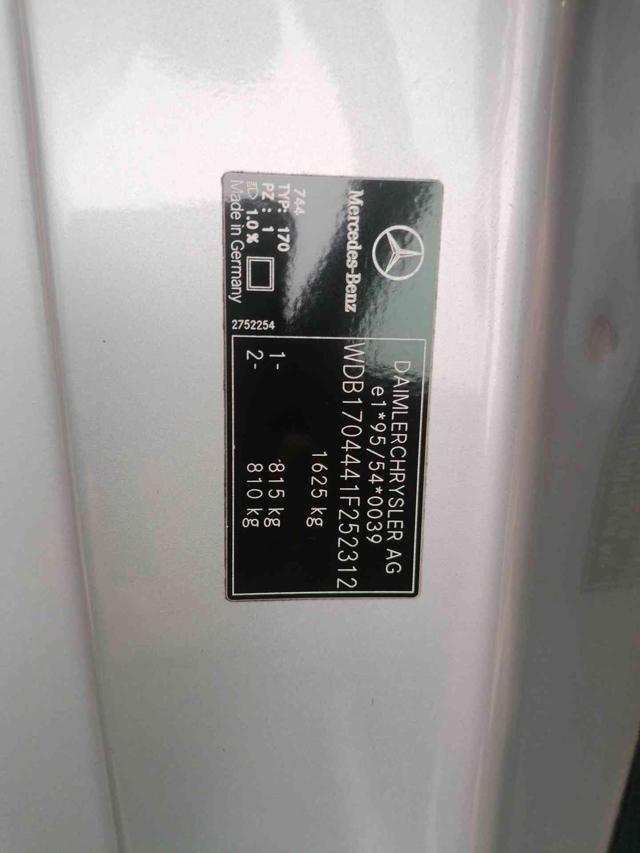 Mercedes-Benz
744
TYP: 170
PZ : 1
1.0%
Made in Germany
2752254
DAIMLERCHRYSLER AG
e1*95/54*0039
WDB1704441F252312
1625 kg
1- 815 kg
2- 810 kg